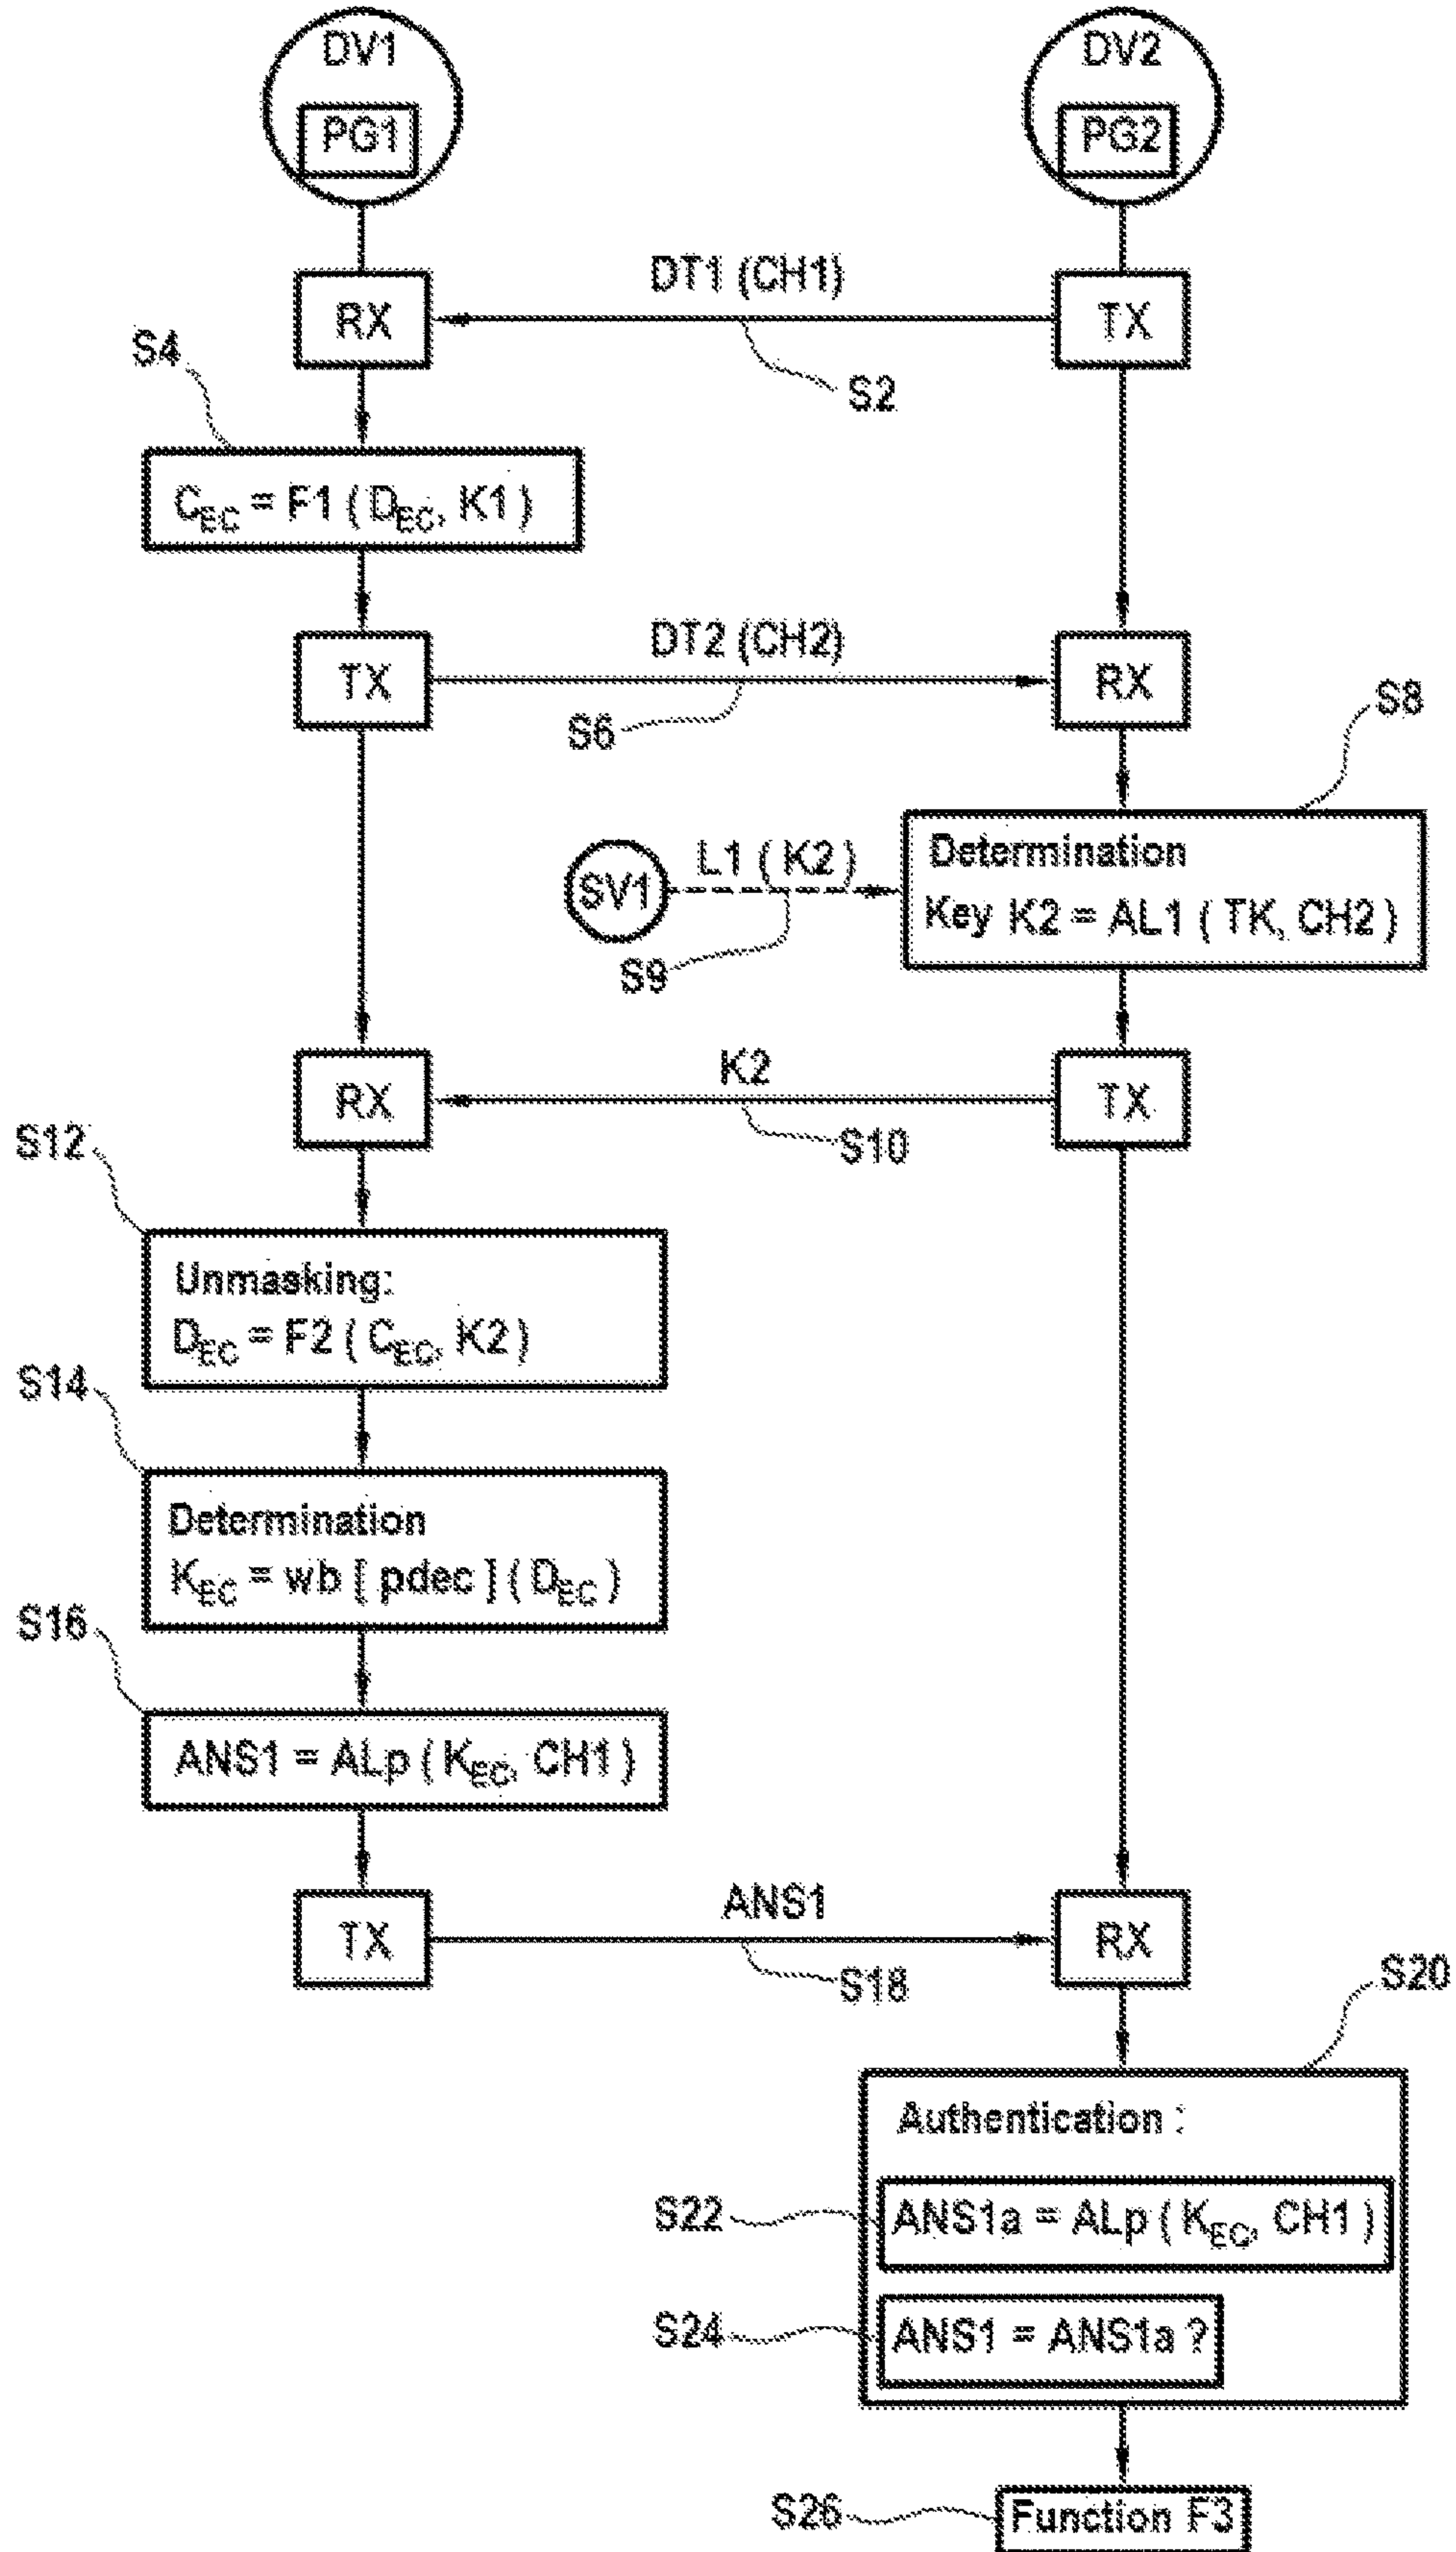 DV1
PG1
DV2
PG2
DT1 (CH1)
RX
TX
S2
S4
C_EC = F1 ( D_EC, K1 )
DT2 (CH2)
TX
RX
S6
S8
Determination
Key K2 = AL1 ( TK, CH2 )
SV1
L1 ( K2 )
S9
K2
RX
TX
S10
S12
Unmasking:
D_EC = F2 ( C_EC, K2 )
S14
Determination
K_EC = wb [ pdec ] ( D_EC )
S16
ANS1 = ALp ( K_EC, CH1 )
ANS1
TX
RX
S18
S20
Authentication :
S22
ANS1a = ALp ( K_EC, CH1 )
S24
ANS1 = ANS1a ?
S26
Function F3